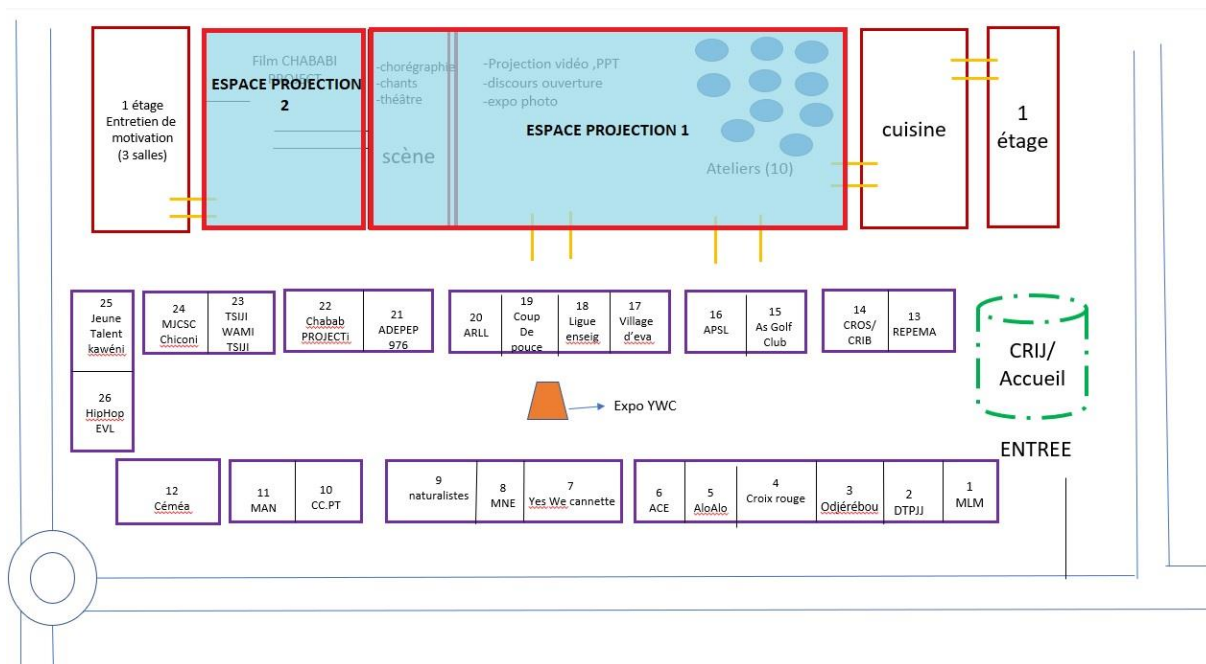 1 étage
Entretien de
motivation
(3 salles)
Film CHABABI
PROJECT
ESPACE PROJECTION
2
-chorégraphie
-chants
-théâtre
scène
-Projection vidéo ,PPT
-discours ouverture
-expo photo
ESPACE PROJECTION 1
Ateliers (10)
cuisine
1
étage
25
Jeune
Talent
kawéni
26
HipHop
EVL
24
MJCSC
Chiconi
23
TSIJI
WAMI
TSIJI
22
Chabab
PROJECTi
21
ADEPEP
976
20
ARLL
19
Coup
De
pouce
18
Ligue
enseig
17
Village
d'eva
16
APSL
15
As Golf
Club
14
CROS/
CRIB
13
REPEMA
CRIJ/
Accueil
Expo YWC
ENTREE
12
Céméa
11
MAN
10
CC.PT
9
naturalistes
8
MNE
7
Yes We cannette
6
ACE
5
AloAlo
4
Croix rouge
3
Odjérébou
2
DTPJJ
1
MLM